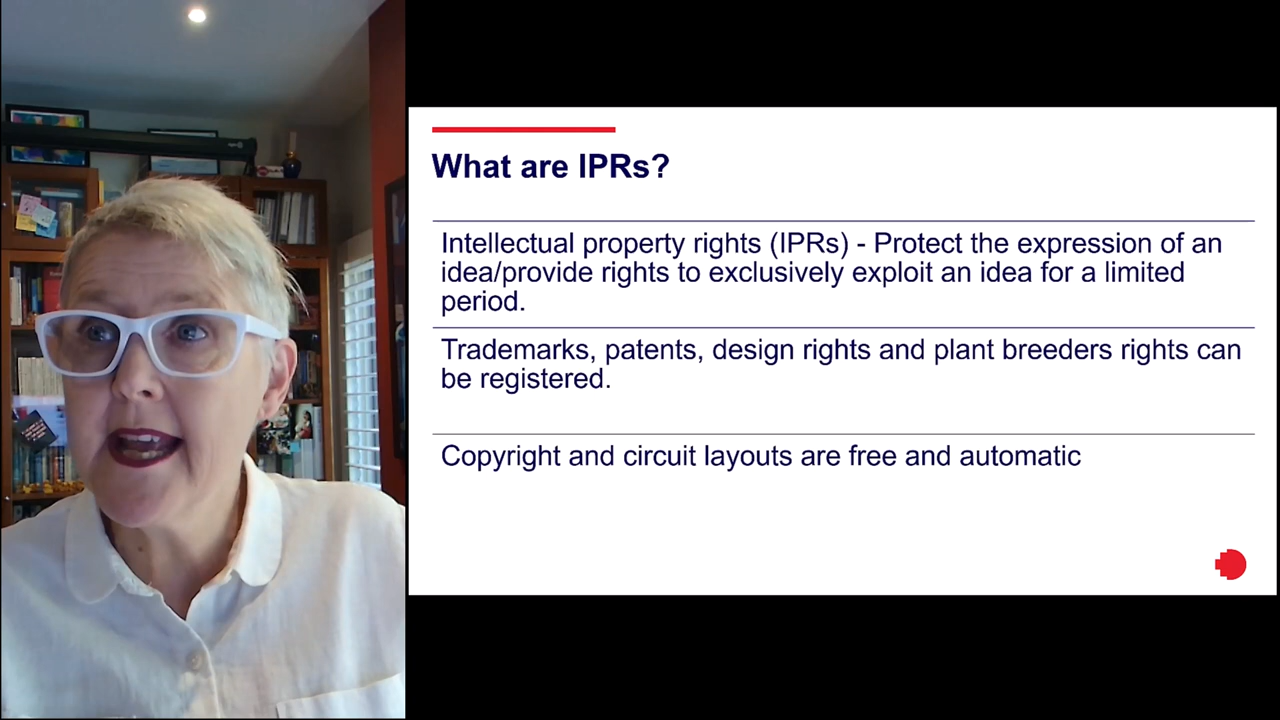 What are IPRs?
Intellectual property rights (IPRs) - Protect the expression of an
idea/provide rights to exclusively exploit an idea for a limited
period.
Trademarks, patents, design rights and plant breeders rights can
be registered.
Copyright and circuit layouts are free and automatic